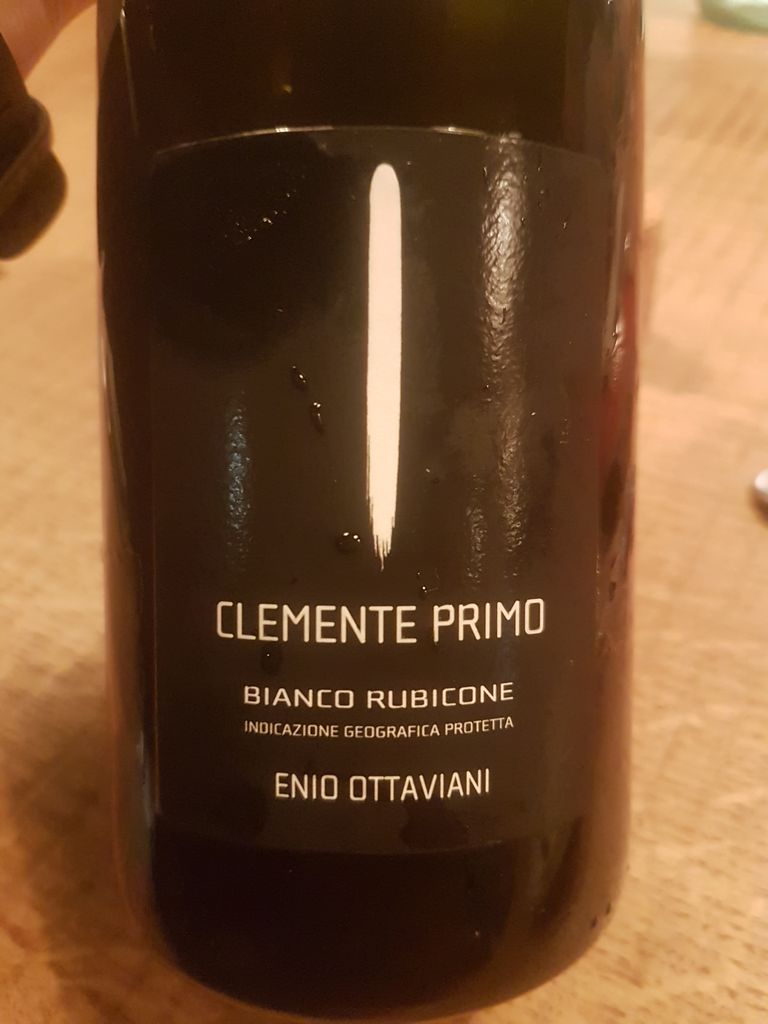 CLEMENTE PRIMO
BIANCO RUBICONE
INDICAZIONE GEOGRAFICA PROTETTA
ENIO OTTAVIANI